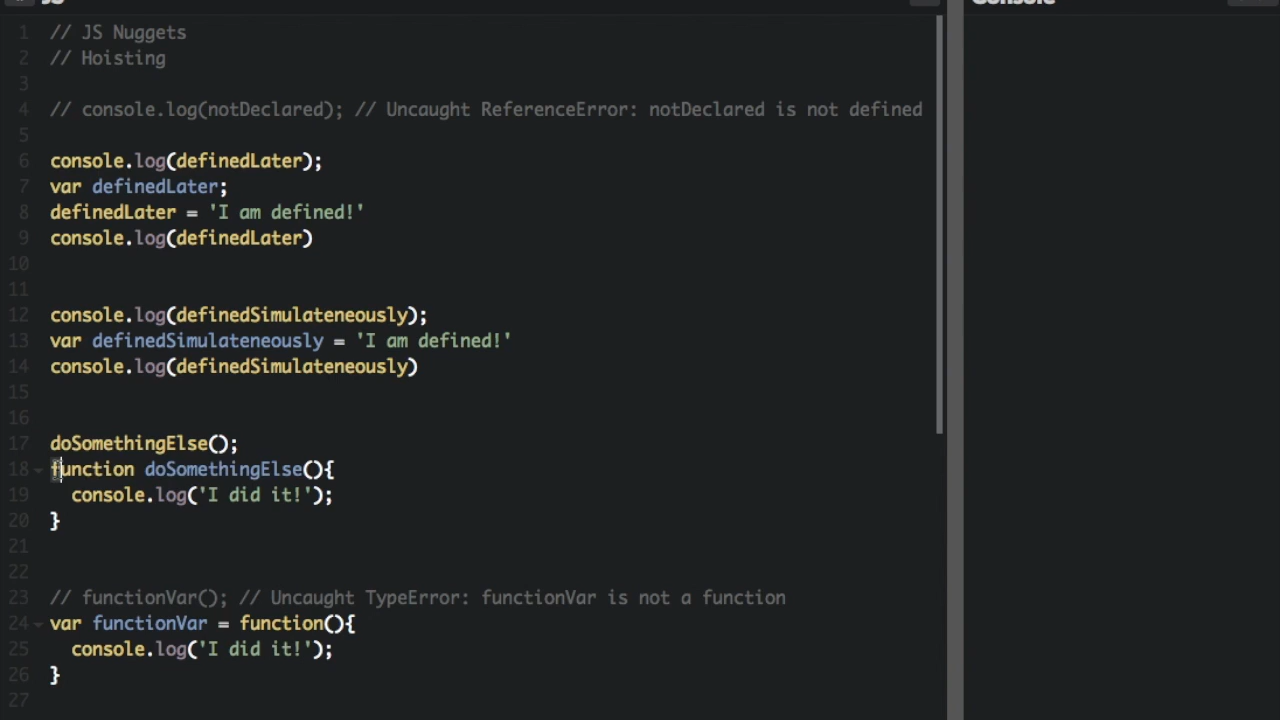 JS
Console
1 // JS Nuggets
2 // Hoisting
3
4 // console.log(notDeclared); // Uncaught ReferenceError: notDeclared is not defined
5
6 console.log(definedLater);
7 var definedLater;
8 definedLater = 'I am defined!'
9 console.log(definedLater)
10
11
12 console.log(definedSimulateneously);
13 var definedSimulateneously = 'I am defined!'
14 console.log(definedSimulateneously)
15
16
17 doSomethingElse();
18 function doSomethingElse(){
19 console.log('I did it!');
20 }
21
22
23 // functionVar(); // Uncaught TypeError: functionVar is not a function
24 var functionVar = function(){
25 console.log('I did it!');
26 }
27